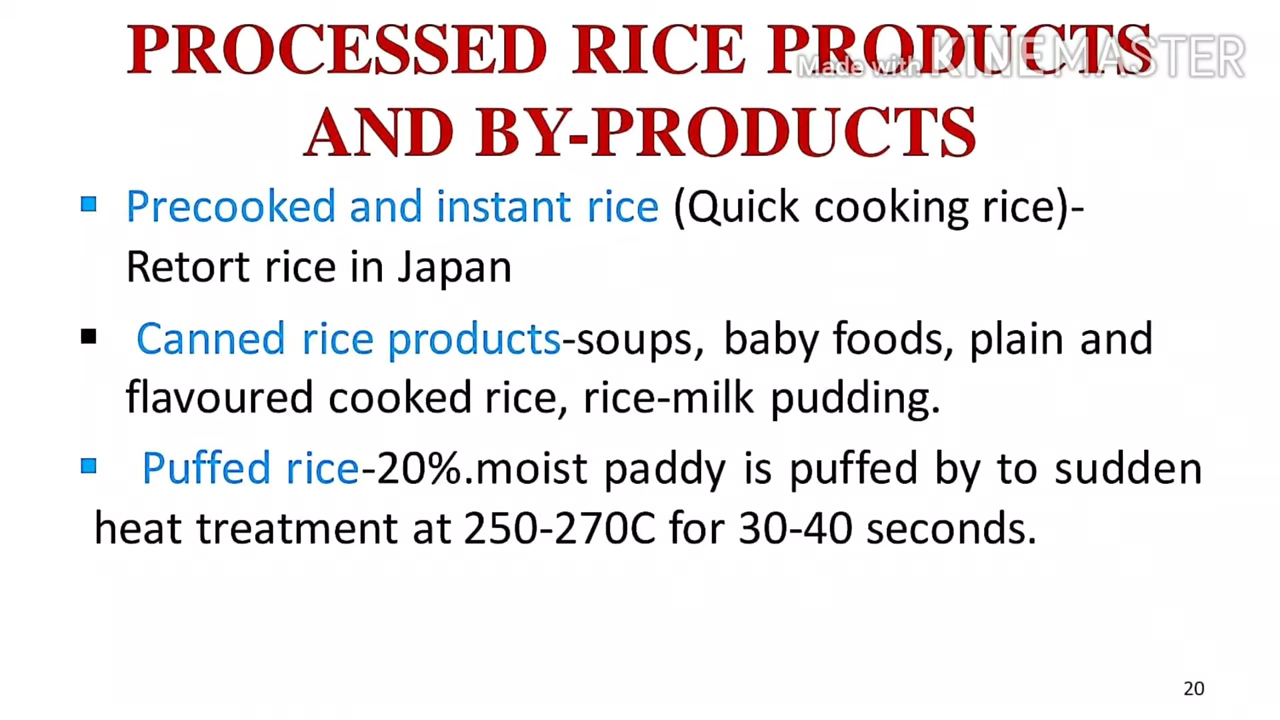 PROCESSED RICE PRODUCTS
Made with KINEMASTER
AND BY-PRODUCTS
▪ Precooked and instant rice (Quick cooking rice)-
Retort rice in Japan
▪ Canned rice products-soups, baby foods, plain and
flavoured cooked rice, rice-milk pudding.
▪ Puffed rice-20%.moist paddy is puffed by to sudden
heat treatment at 250-270C for 30-40 seconds.
20